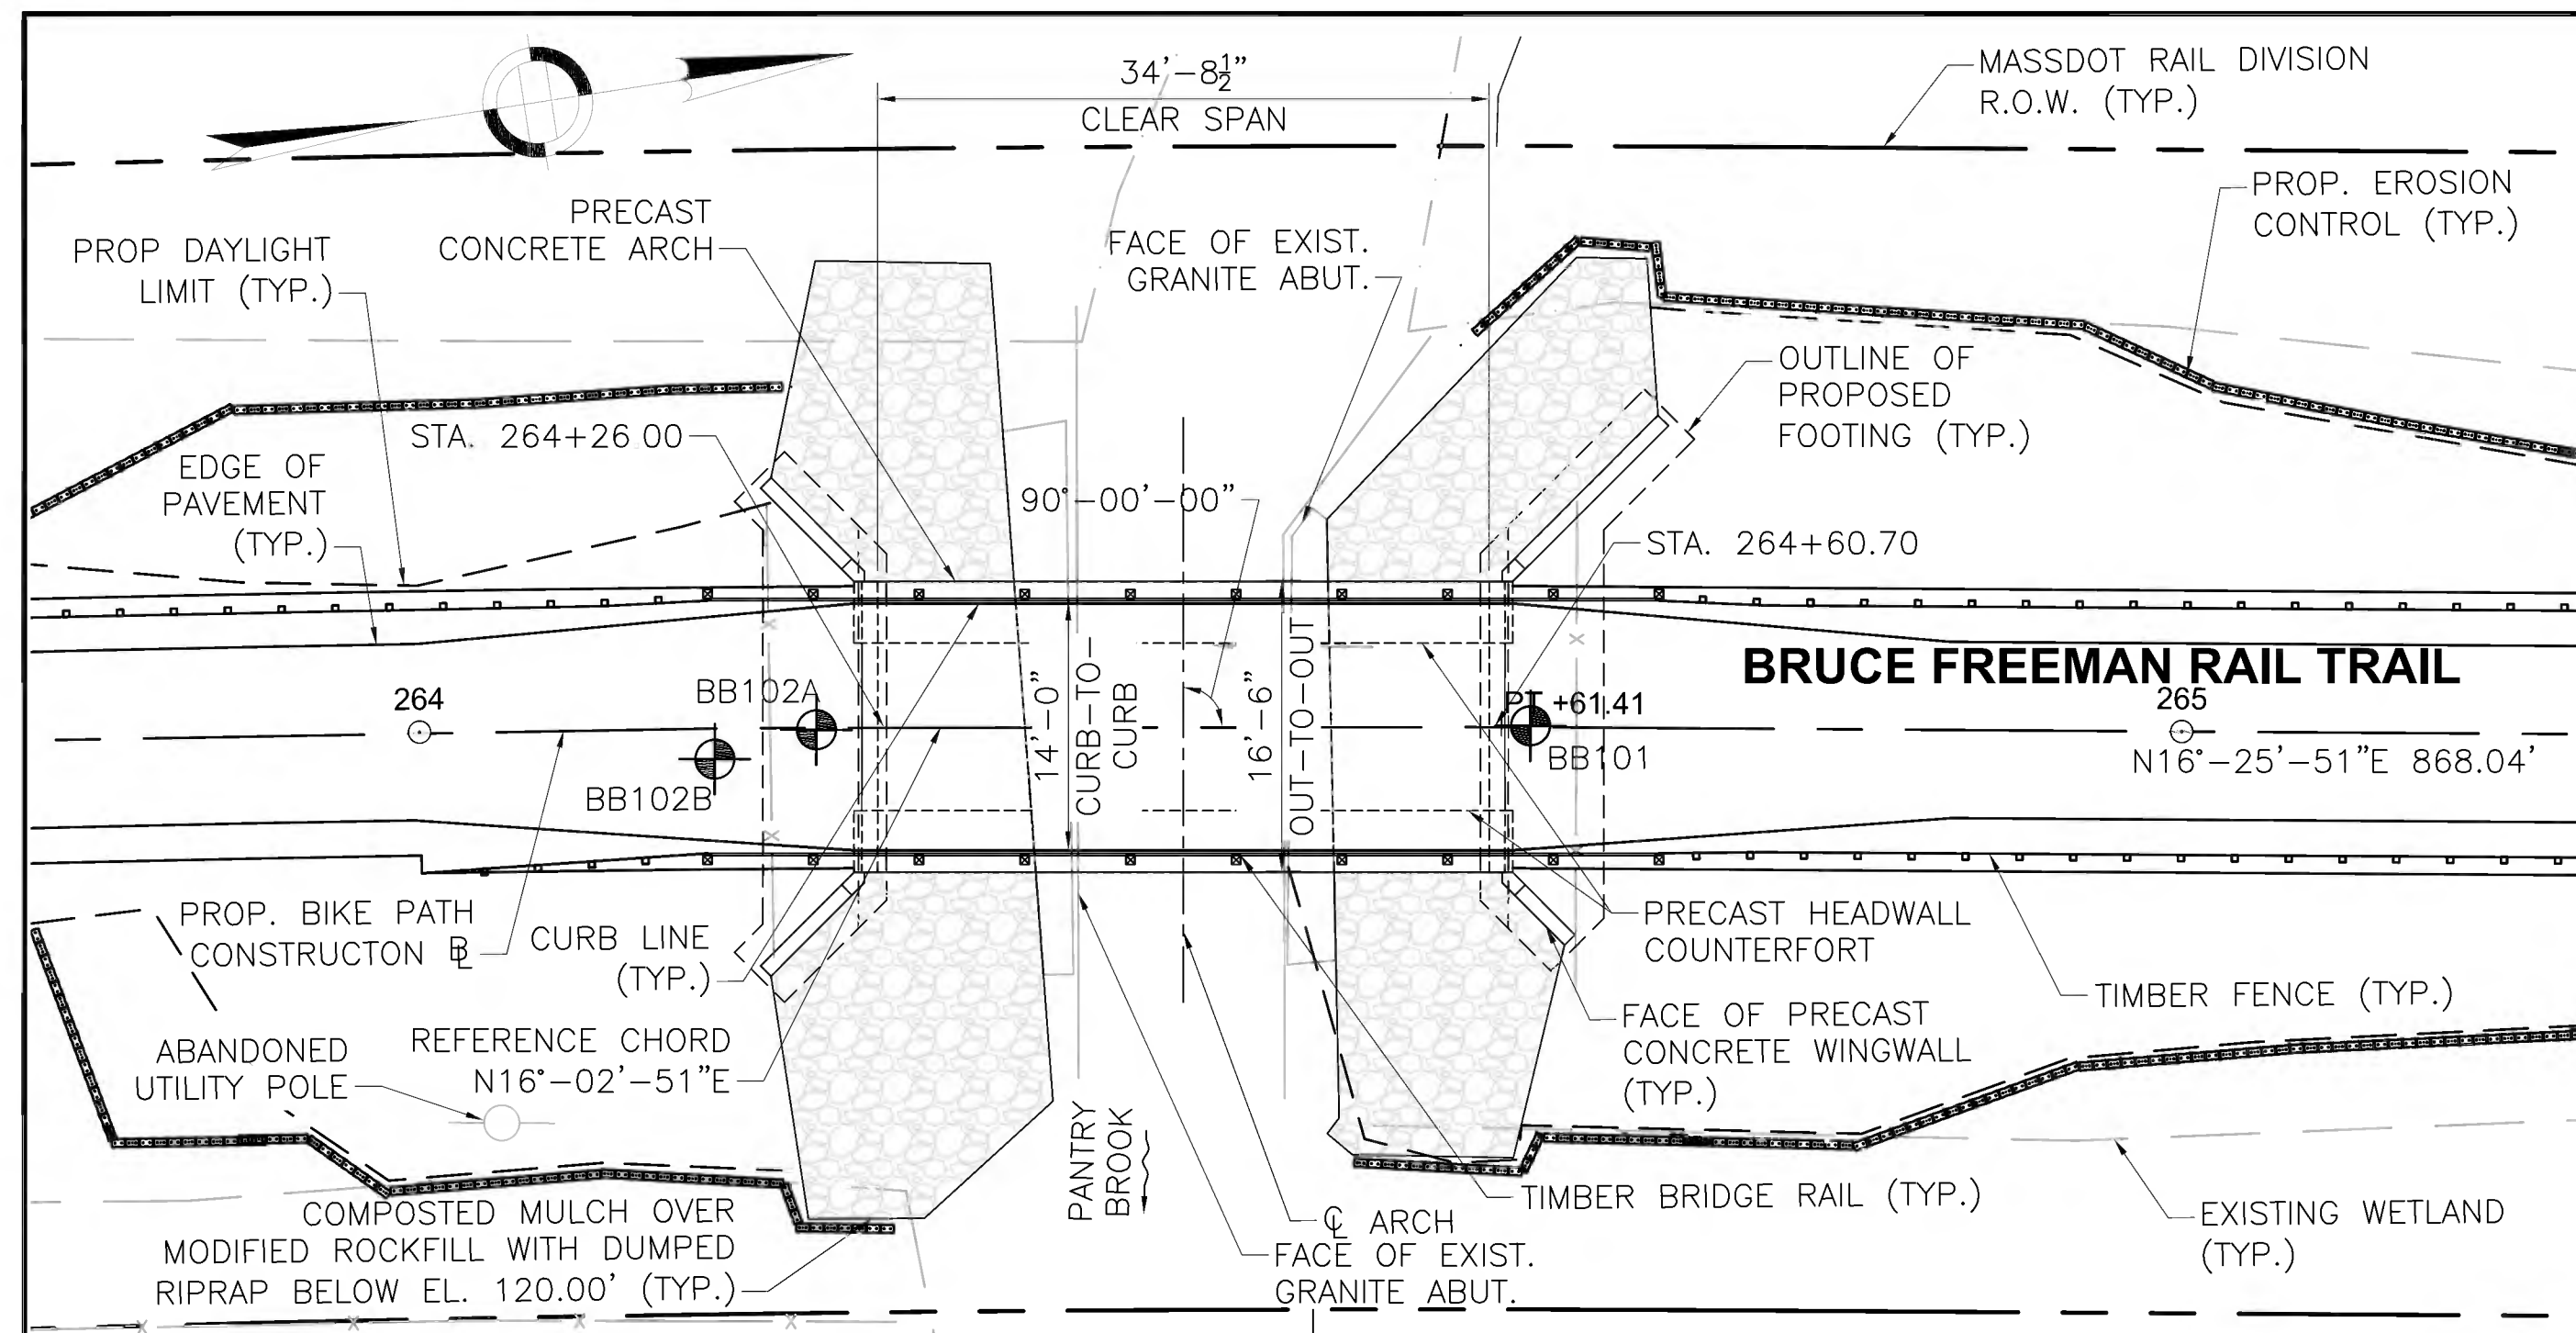 34'-8½"
CLEAR SPAN
MASSDOT RAIL DIVISION
R.O.W. (TYP.)
PROP. EROSION
CONTROL (TYP.)
PRECAST
CONCRETE ARCH
PROP DAYLIGHT
LIMIT (TYP.)
FACE OF EXIST.
GRANITE ABUT.
OUTLINE OF
PROPOSED
FOOTING (TYP.)
STA. 264+26.00
EDGE OF
PAVEMENT
(TYP.)
90°-00'-00"
STA. 264+60.70
14'-0"
CURB-TO-
CURB
16'-6"
OUT-TO-OUT
BRUCE FREEMAN RAIL TRAIL
264
BB102A
BB102B
PT +61.41
BB101
265
N16°-25'-51"E 868.04'
PROP. BIKE PATH
CONSTRUCTON BL
CURB LINE
(TYP.)
REFERENCE CHORD
N16°-02'-51"E
ABANDONED
UTILITY POLE
PRECAST HEADWALL
COUNTERFORT
FACE OF PRECAST
CONCRETE WINGWALL
(TYP.)
TIMBER FENCE (TYP.)
PANTRY
BROOK
TIMBER BRIDGE RAIL (TYP.)
℄ ARCH
FACE OF EXIST.
GRANITE ABUT.
EXISTING WETLAND
(TYP.)
COMPOSTED MULCH OVER
MODIFIED ROCKFILL WITH DUMPED
RIPRAP BELOW EL. 120.00' (TYP.)